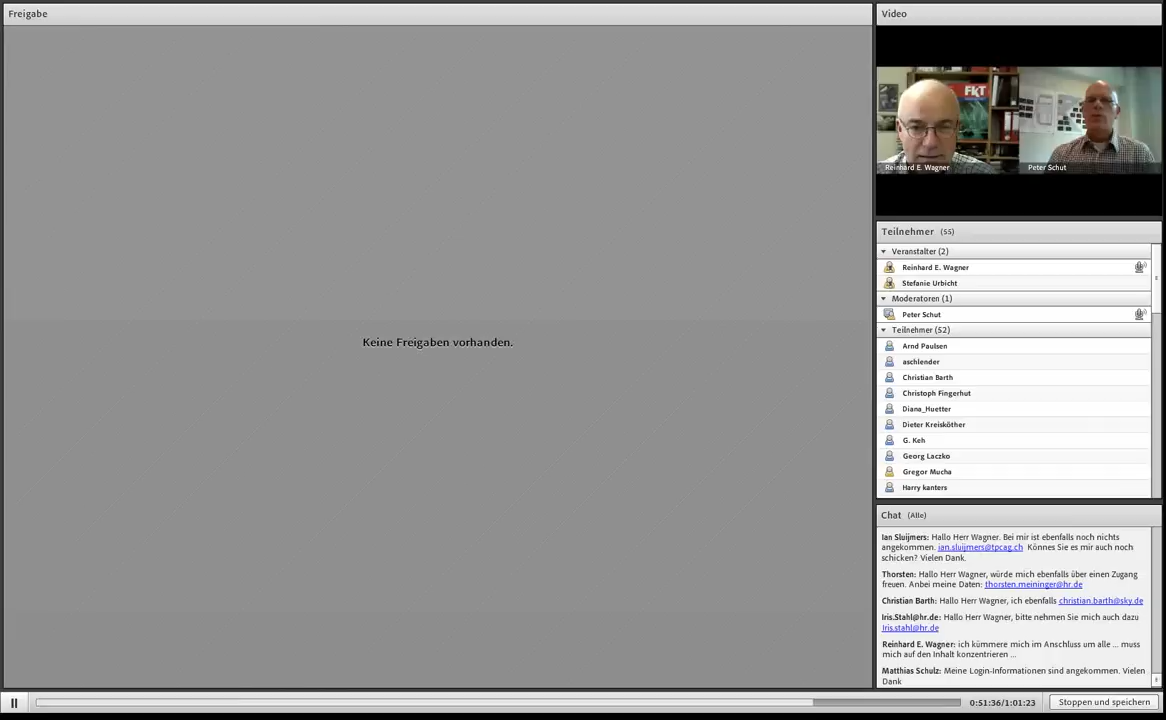 Freigabe
Keine Freigaben vorhanden.
Video
FKT
Reinhard E. Wagner
Peter Schut
Teilnehmer (55)
Veranstalter (2)
Reinhard E. Wagner
Stefanie Urbicht
Moderatoren (1)
Peter Schut
Teilnehmer (52)
Arnd Paulsen
aschlender
Christian Barth
Christoph Fingerhut
Diana_Huetter
Dieter Kreisköther
G. Keh
Georg Laczko
Gregor Mucha
Harry kanters
Chat (Alle)
Ian Sluijmers: Hallo Herr Wagner. Bei mir ist ebenfalls noch nichts
angekommen. ian.sluijmers@tpcag.ch Könnes Sie es mir auch noch
schicken? Vielen Dank.
Thorsten: Hallo Herr Wagner, würde mich ebenfalls über einen Zugang
freuen. Anbei meine Daten: thorsten.meininger@hr.de
Christian Barth: Hallo Herr Wagner, ich ebenfalls christian.barth@sky.de
Iris.Stahl@hr.de: Hallo Herr Wagner, bitte nehmen Sie mich auch dazu
Iris.stahl@hr.de
Reinhard E. Wagner: ich kümmere mich im Anschluss um alle ... muss
mich auf den Inhalt konzentrieren ...
Matthias Schulz: Meine Login-Informationen sind angekommen. Vielen
Dank
0:51:36/1:01:23
Stoppen und speichern